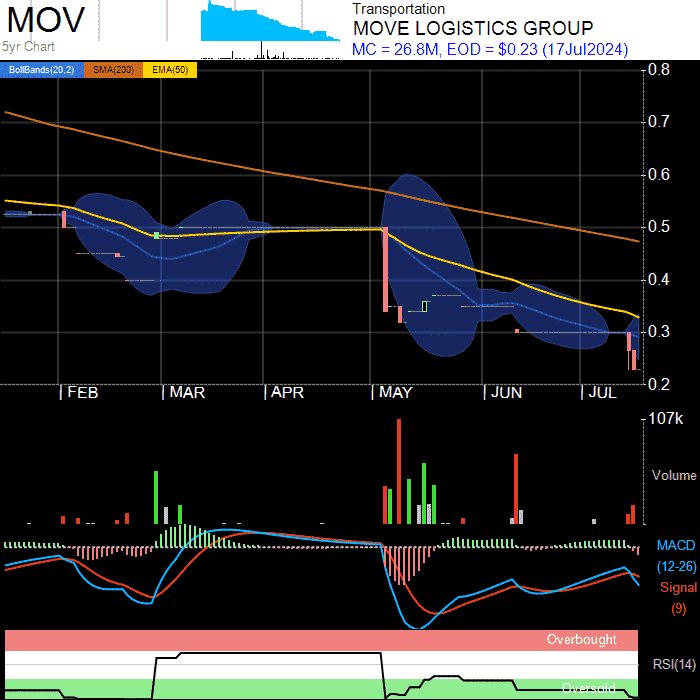 MOV
5yr Chart
Transportation
MOVE LOGISTICS GROUP
MC = 26.8M, EOD = $0.23 (17Jul2024)
BollBands(20,2) SMA(200) EMA(50)
0.8
0.7
0.6
0.5
0.4
0.3
0.2
FEB MAR APR MAY JUN JUL
107k
Volume
MACD
(12-26)
Signal
(9)
Overbought
RSI(14)
Oversold